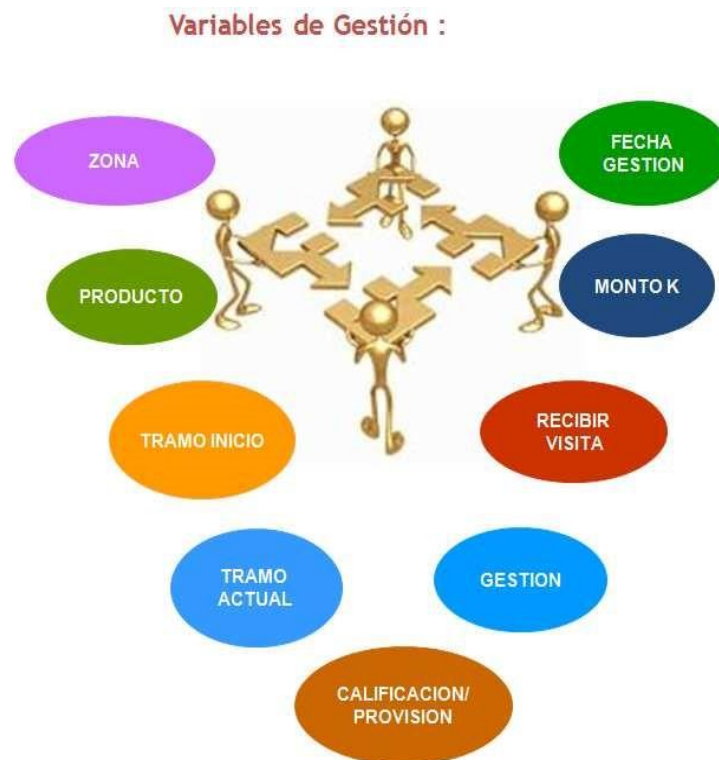 Variables de Gestión :
ZONA
FECHA
GESTION
PRODUCTO
MONTO K
TRAMO INICIO
RECIBIR
VISITA
TRAMO
ACTUAL
GESTION
CALIFICACION/
PROVISION